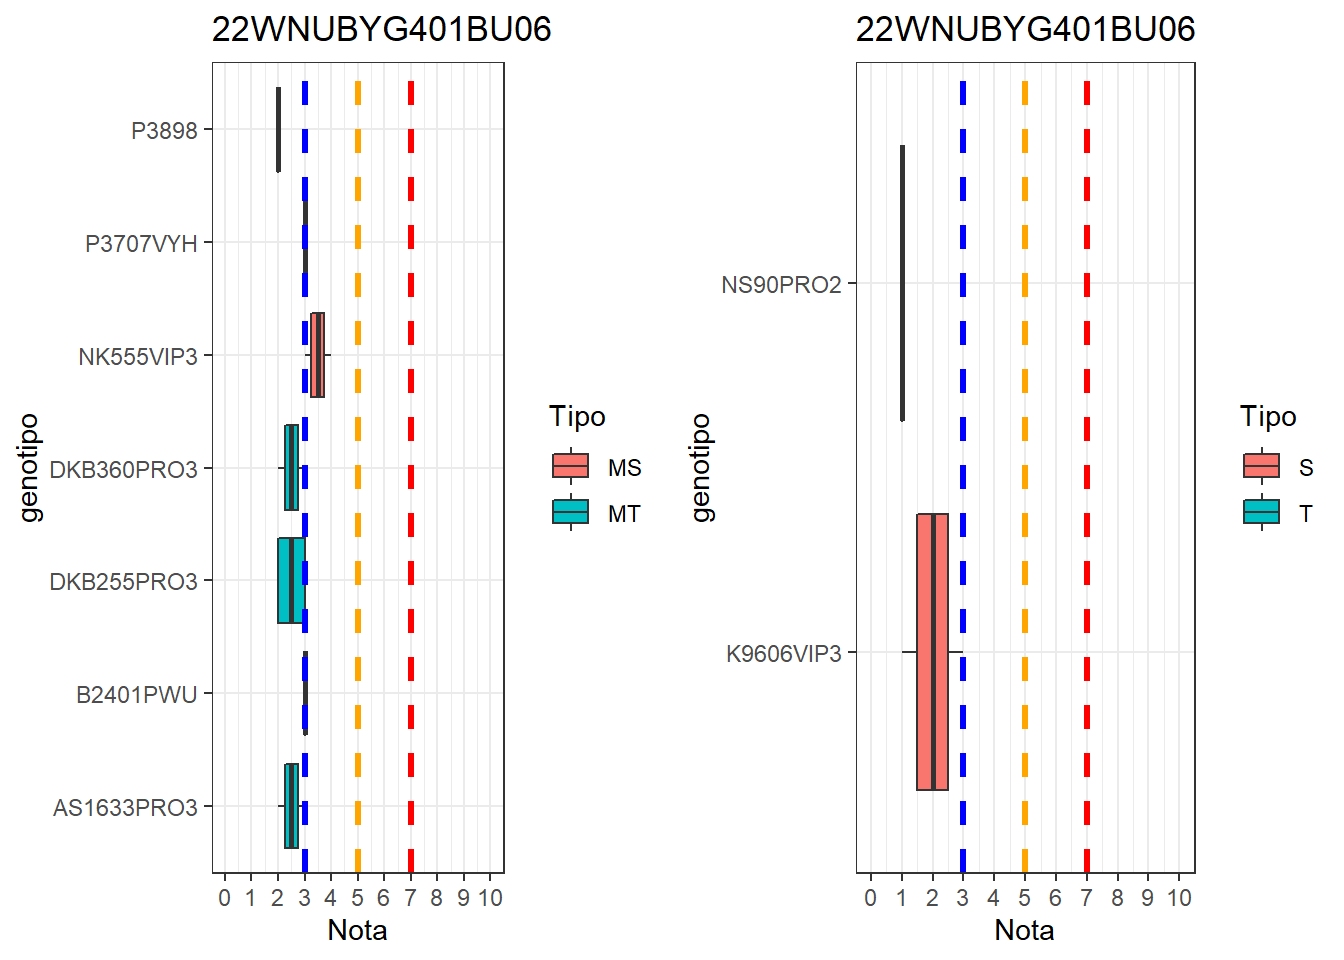 22WNUBYG401BU06
genotipo
P3898
P3707VYH
NK555VIP3
DKB360PRO3
DKB255PRO3
B2401PWU
AS1633PRO3
0 1 2 3 4 5 6 7 8 9 10
Nota
Tipo
MS
MT
22WNUBYG401BU06
genotipo
NS90PRO2
K9606VIP3
0 1 2 3 4 5 6 7 8 9 10
Nota
Tipo
S
T